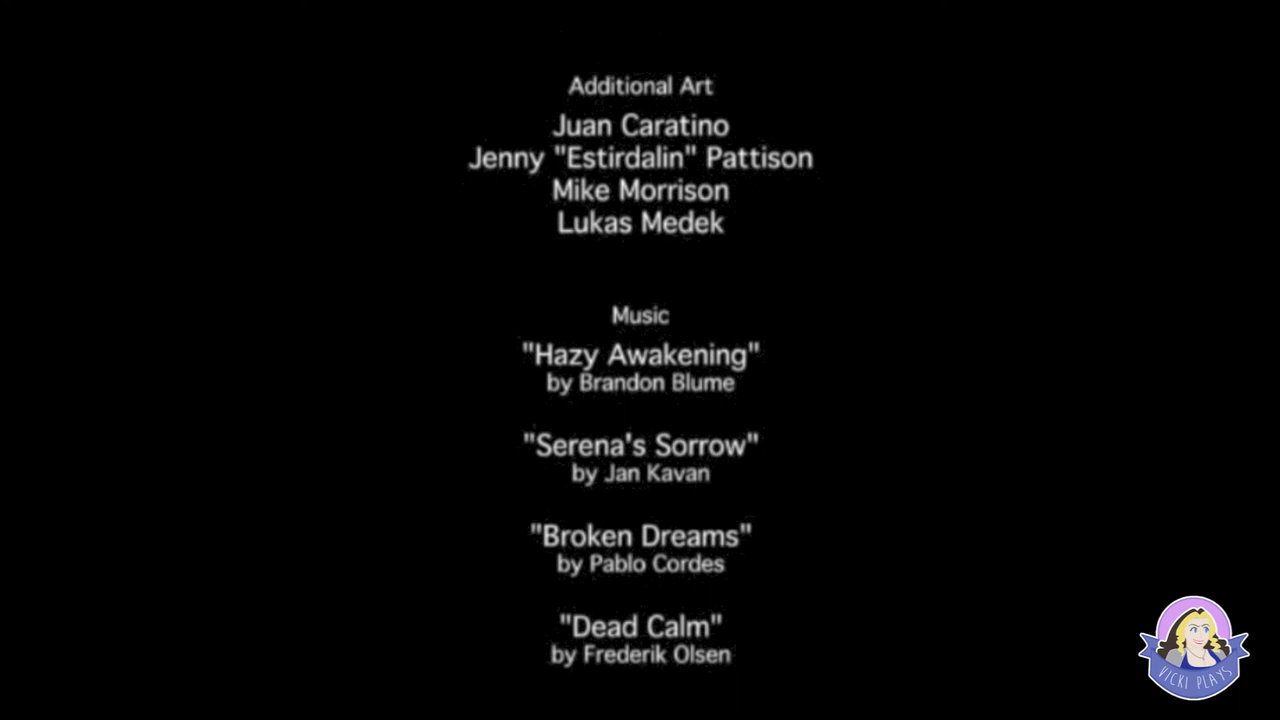 Additional Art
Juan Caratino
Jenny "Estirdalin" Pattison
Mike Morrison
Lukas Medek
Music
"Hazy Awakening"
by Brandon Blume
"Serena's Sorrow"
by Jan Kavan
"Broken Dreams"
by Pablo Cordes
"Dead Calm"
by Frederik Olsen
VICKI PLAYS